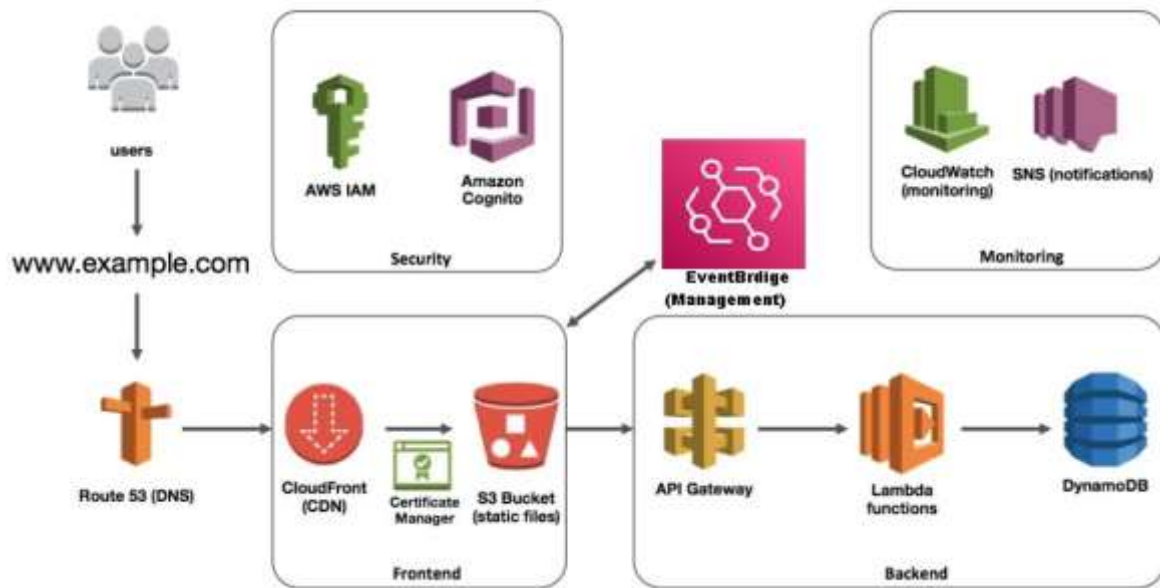 users
www.example.com
Route 53 (DNS)
AWS IAM
Amazon
Cognito
Security
EventBrdige
(Management)
CloudWatch
(monitoring)
SNS (notifications)
Monitoring
CloudFront
(CDN)
Certificate
Manager
S3 Bucket
(static files)
Frontend
API Gateway
Lambda
functions
DynamoDB
Backend